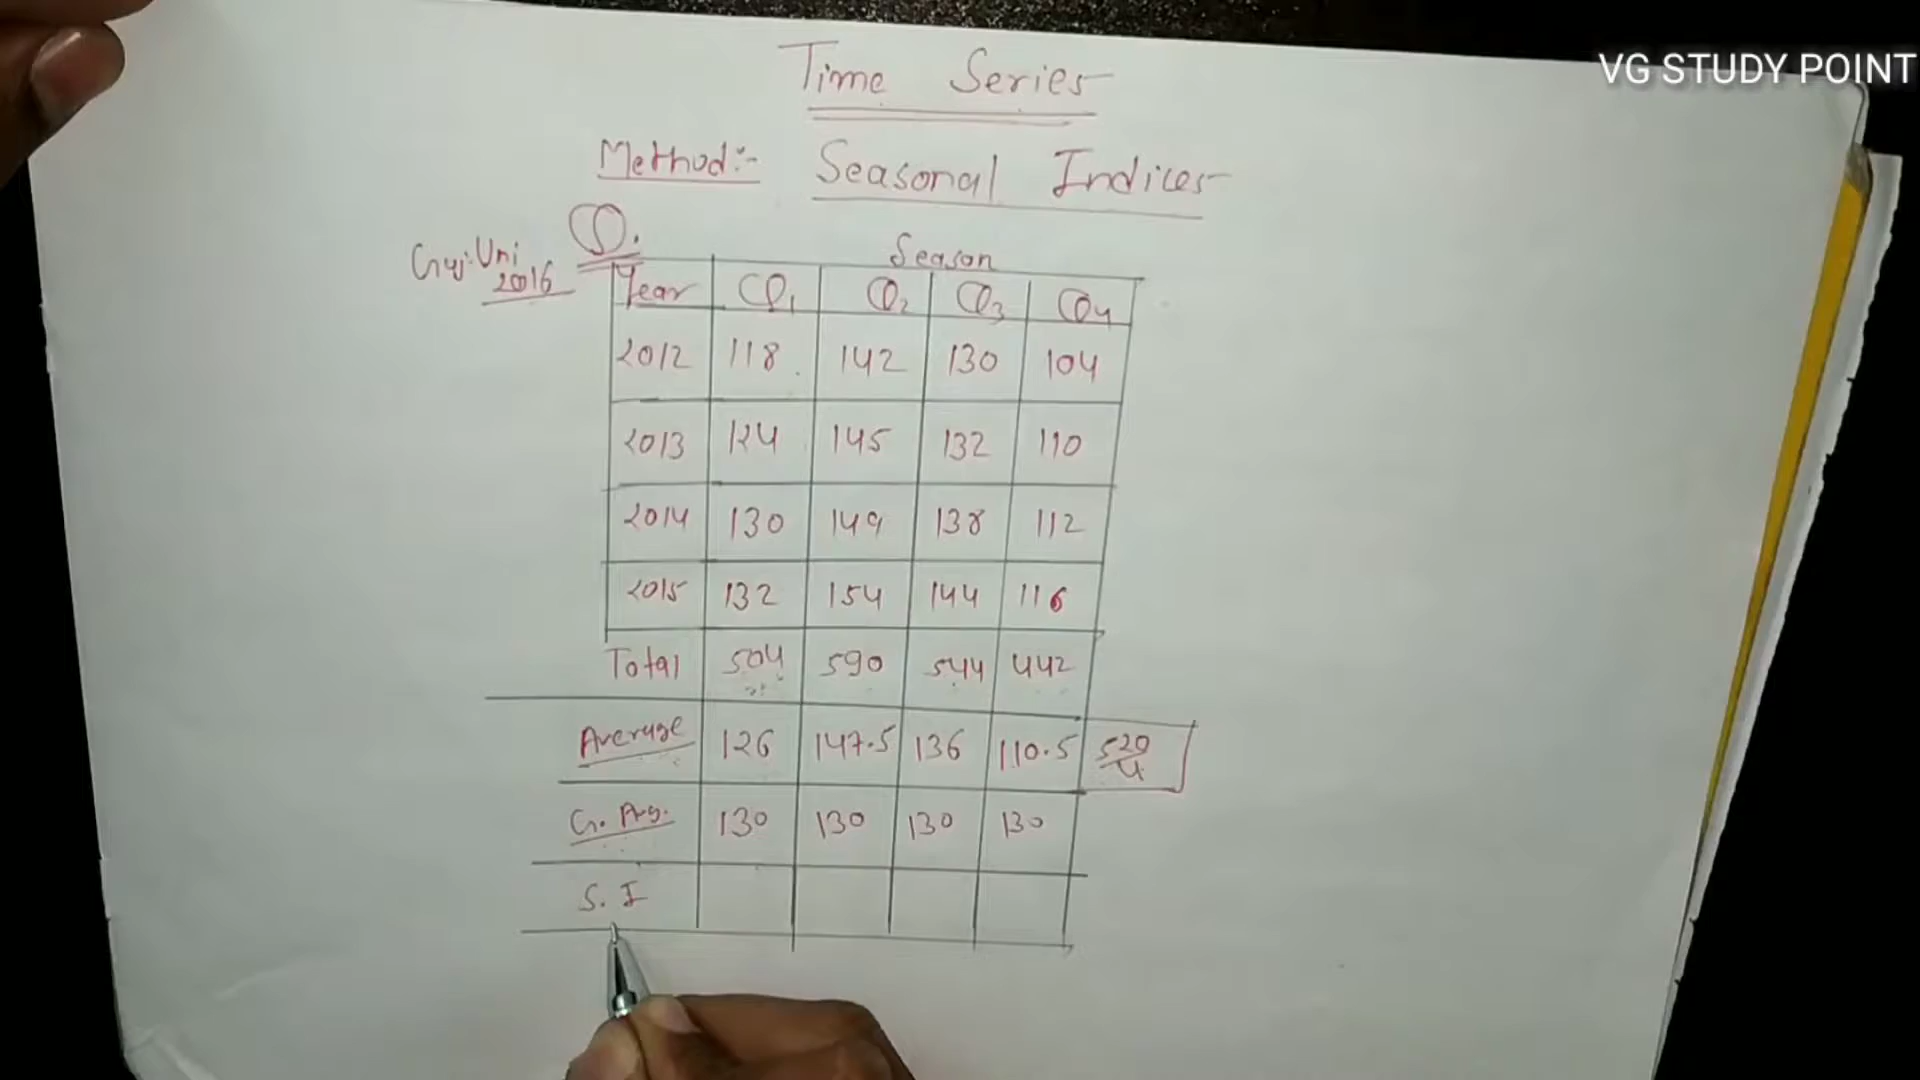 VG STUDY POINT
Time Series
Method:- Seasonal Indices
Guj. Uni 2016
Q.
Season
Year Q1 Q2 Q3 Q4
2012 118 142 130 104
2013 124 145 132 110
2014 130 149 138 112
2015 132 154 144 116
Total 504 590 544 442
Average 126 147.5 136 110.5 520/4
G. Avg. 130 130 130 130
S. I